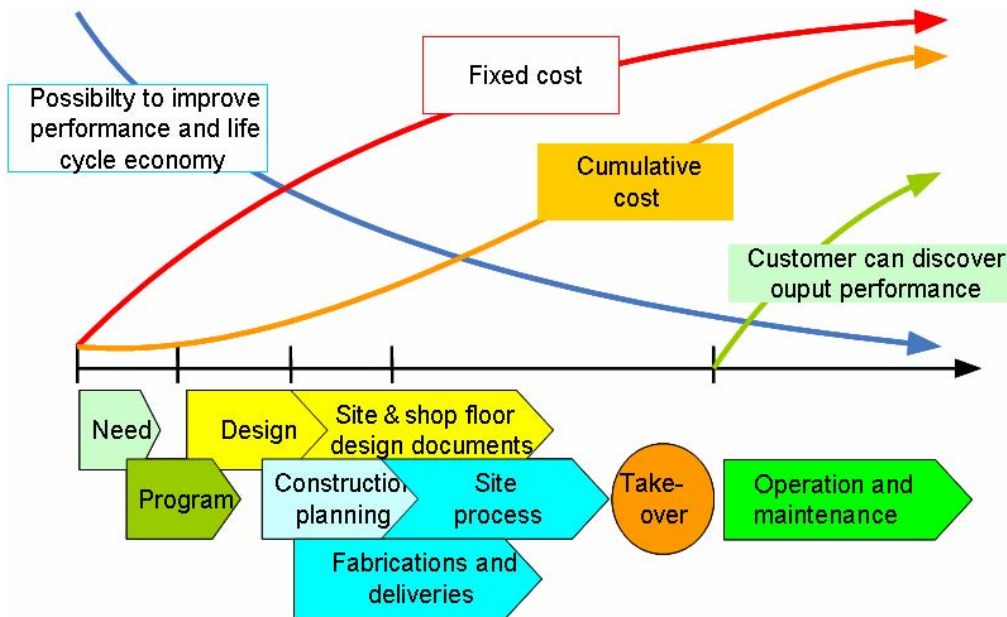 Fixed cost
Possibilty to improve
performance and life
cycle economy
Cumulative
cost
Customer can discover
ouput performance
Need
Design
Site & shop floor
design documents
Program
Construction
planning
Site
process
Take-
over
Operation and
maintenance
Fabrications and
deliveries